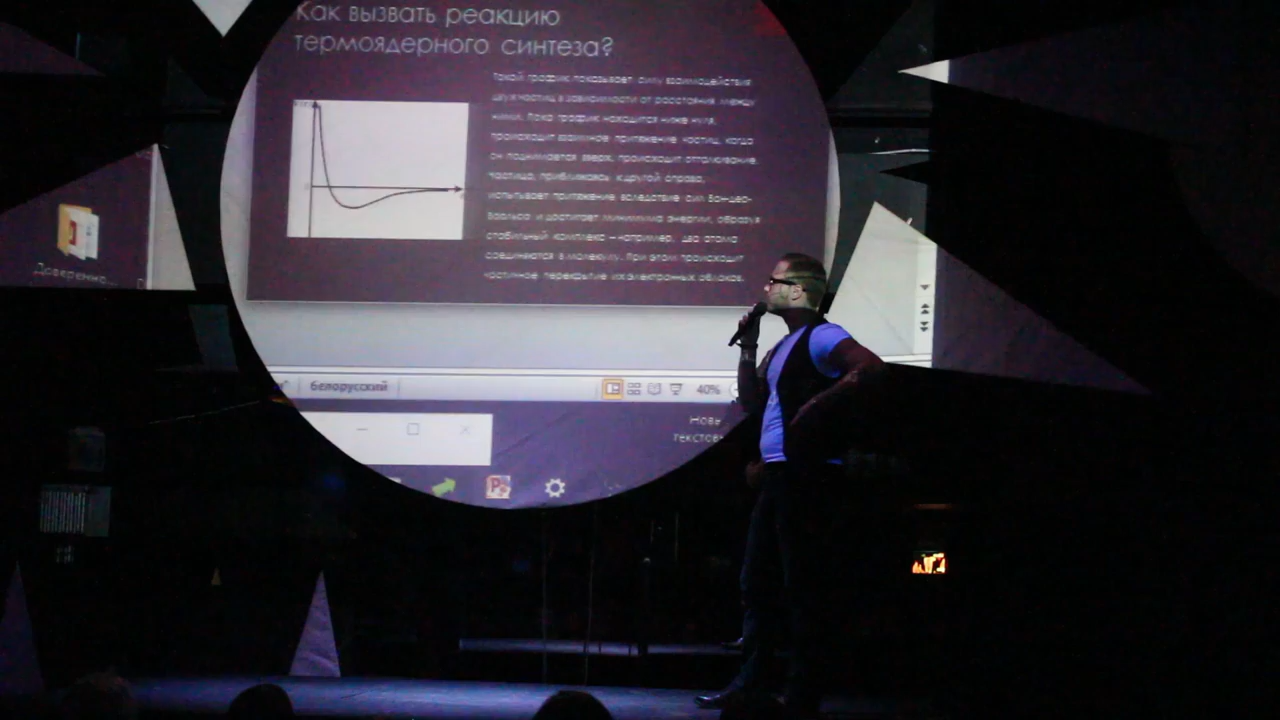 Как вызвать реакцию
термоядерного синтеза?
Такой график показывает силу взаимодействия
двух частиц в зависимости от расстояния между
ними. Пока график находится ниже нуля,
происходит взаимное притяжение частиц, когда
он поднимается вверх, происходит отталкивание.
Частица, приближаясь к другой справа,
испытывает притяжение вследствие сил Ван-дер-
Ваальса и достигает минимума энергии, образуя
стабильный комплекс – например, два атома
соединяются в молекулу. При этом происходит
частичное перекрытие их электронных облаков.
Доверенно...
белорусский
40%
Новы
текстов